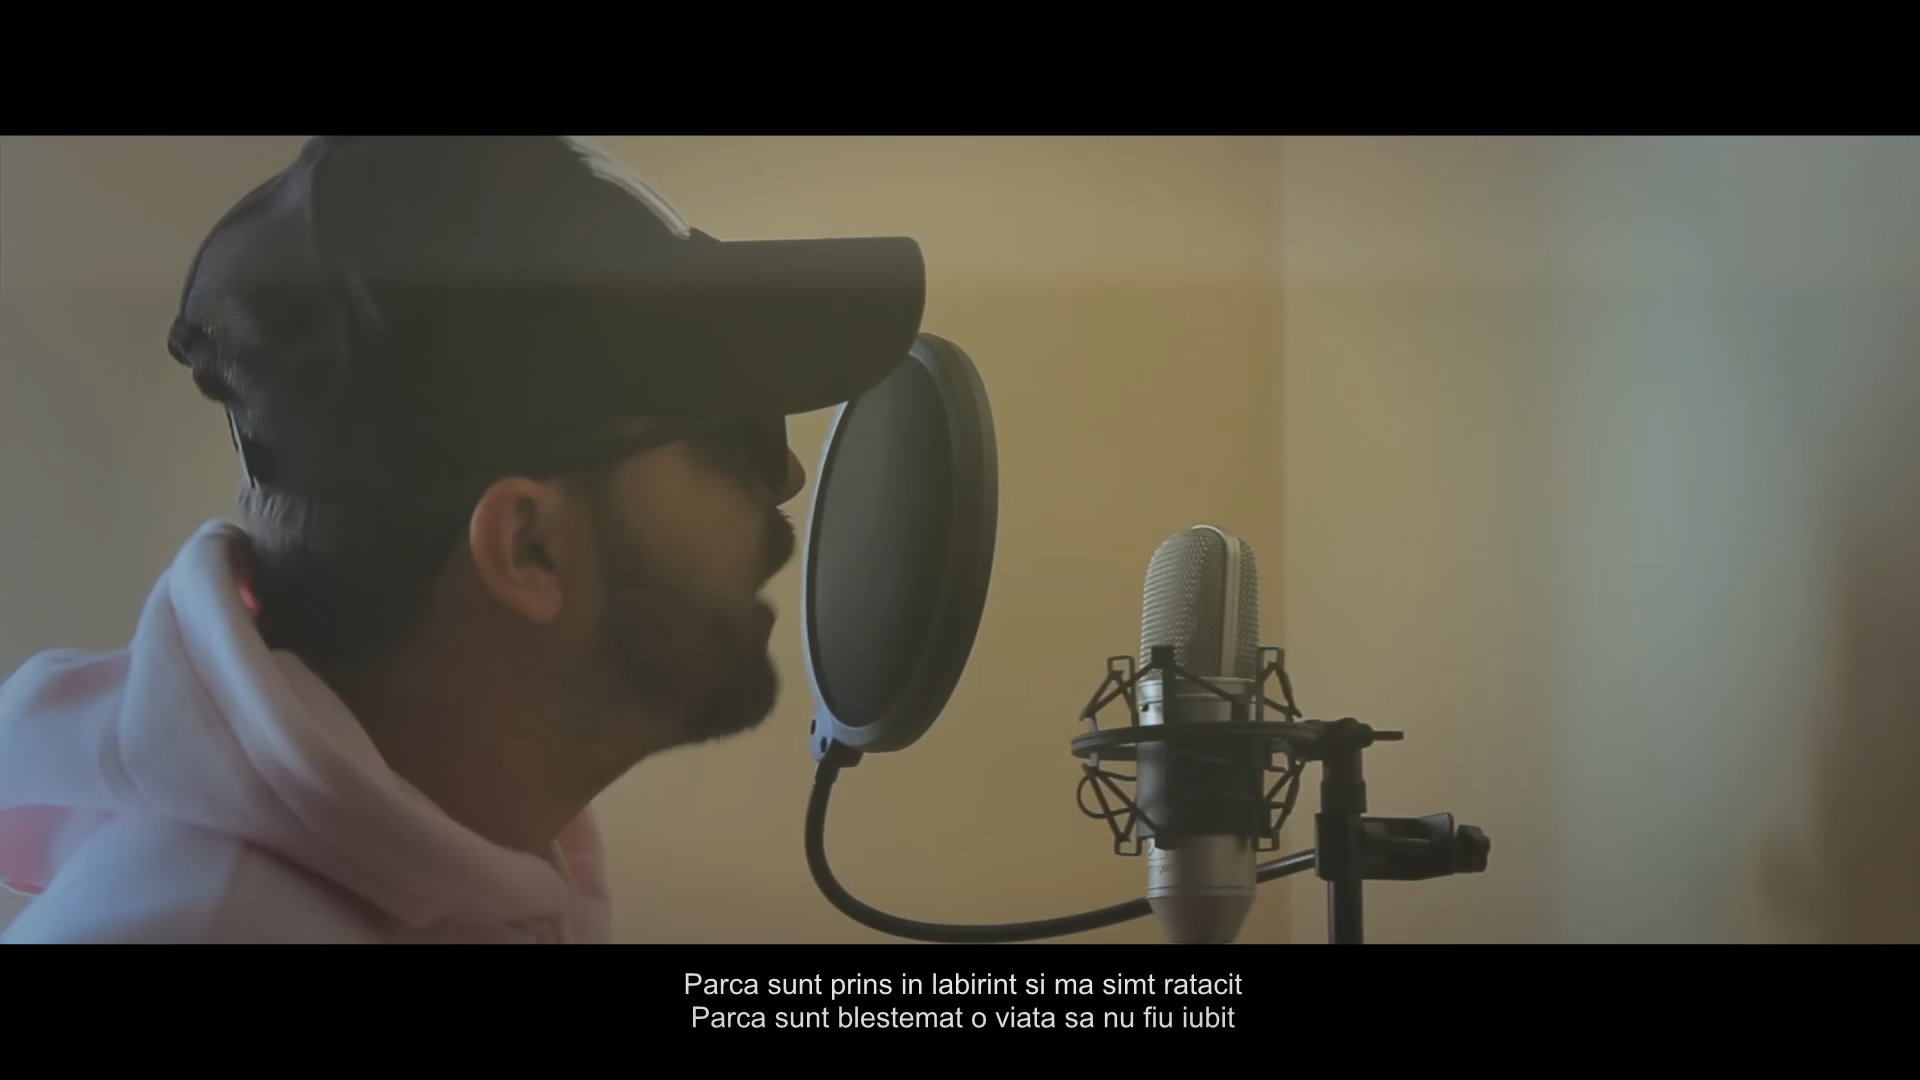 Parca sunt prins in labirint si ma simt ratacit
Parca sunt blestemat o viata sa nu fiu iubit